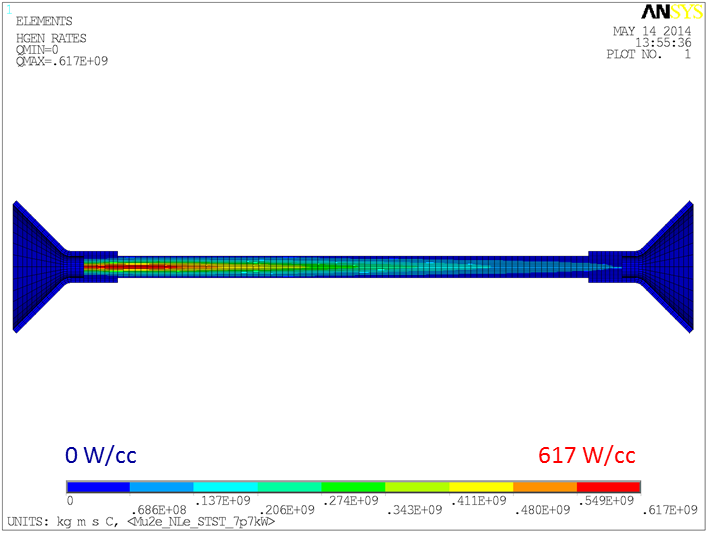 1
ANSYS
ELEMENTS
HGEN RATES
QMIN=0
QMAX=.617E+09
MAY 14 2014
13:55:36
PLOT NO. 1
0 W/cc
617 W/cc
0
.686E+08
.137E+09
.206E+09
.274E+09
.343E+09
.411E+09
.480E+09
.549E+09
.617E+09
UNITS: kg m s C, <Mu2e_NLe_STST_7p7kW>